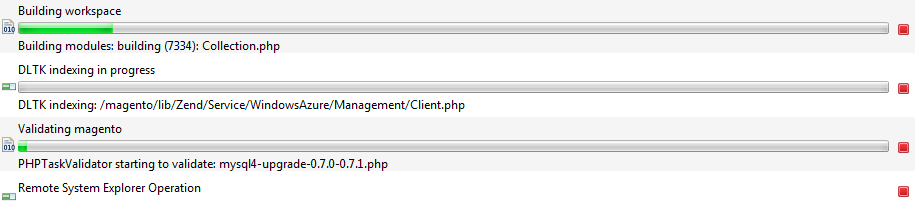 Building workspace
010
Building modules: building (7334): Collection.php
DLTK indexing in progress
DLTK indexing: /magento/lib/Zend/Service/WindowsAzure/Management/Client.php
Validating magento
010
PHPTaskValidator starting to validate: mysql4-upgrade-0.7.0-0.7.1.php
Remote System Explorer Operation